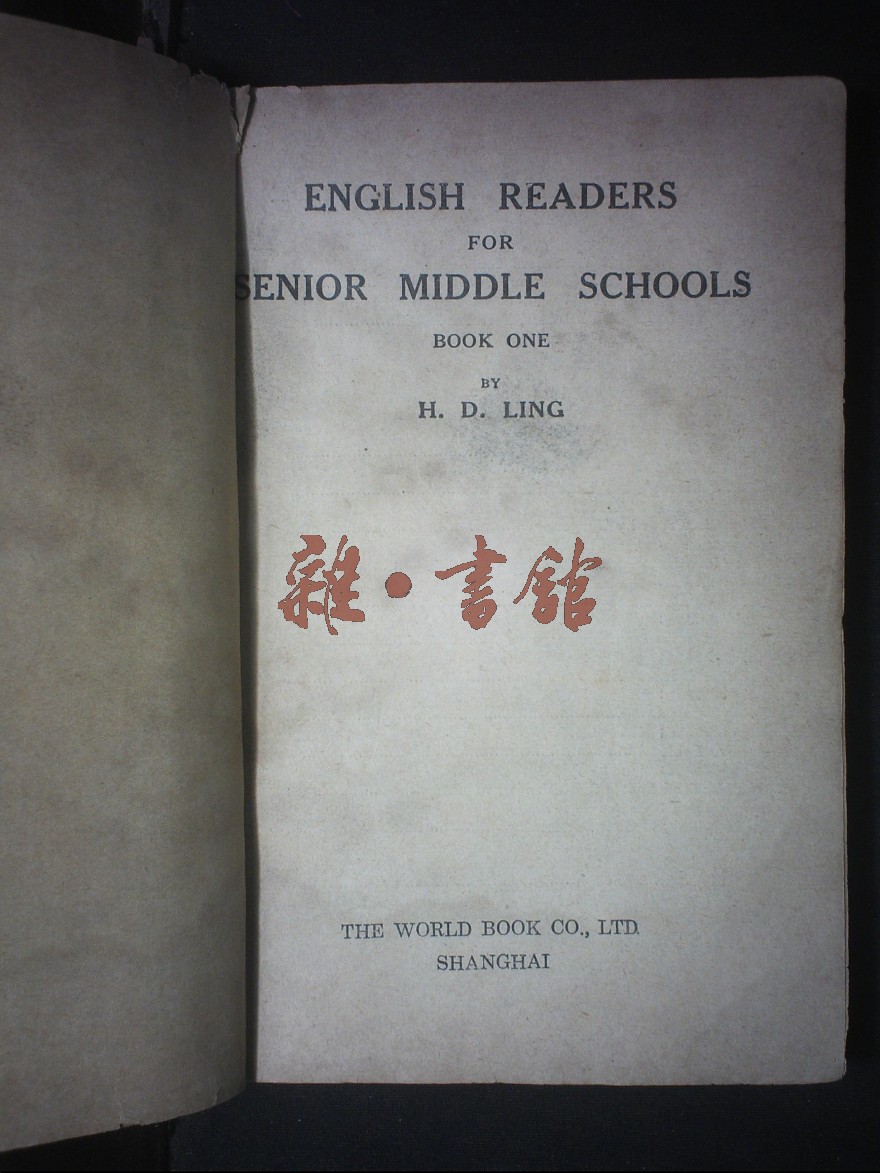 ENGLISH READERS
FOR
SENIOR MIDDLE SCHOOLS
BOOK ONE
BY
H. D. LING
雜·書館
THE WORLD BOOK CO., LTD.
SHANGHAI